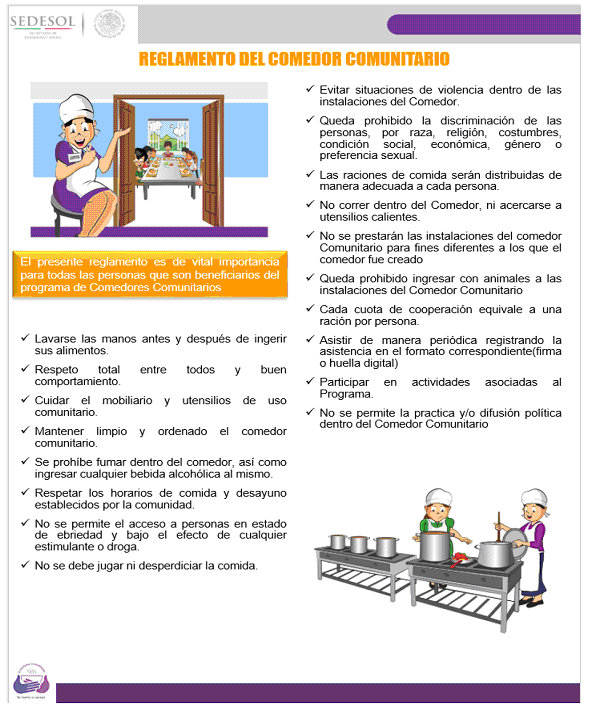 SEDESOL
SECRETARÍA DE
DESARROLLO SOCIAL
REGLAMENTO DEL COMEDOR COMUNITARIO
El presente reglamento es de vital importancia
para todas las personas que son beneficiarios del
programa de Comedores Comunitarios
✓ Lavarse las manos antes y después de ingerir
sus alimentos.
✓ Respeto total entre todos y buen
comportamiento.
✓ Cuidar el mobiliario y utensilios de uso
comunitario.
✓ Mantener limpio y ordenado el comedor
comunitario.
✓ Se prohíbe fumar dentro del comedor, así como
ingresar cualquier bebida alcohólica al mismo.
✓ Respetar los horarios de comida y desayuno
establecidos por la comunidad.
✓ No se permite el acceso a personas en estado
de ebriedad y bajo el efecto de cualquier
estimulante o droga.
✓ No se debe jugar ni desperdiciar la comida.
✓ Evitar situaciones de violencia dentro de las
instalaciones del Comedor.
✓ Queda prohibido la discriminación de las
personas, por raza, religión, costumbres,
condición social, económica, género o
preferencia sexual.
✓ Las raciones de comida serán distribuidas de
manera adecuada a cada persona.
✓ No correr dentro del Comedor, ni acercarse a
utensilios calientes.
✓ No se prestarán las instalaciones del comedor
Comunitario para fines diferentes a los que el
comedor fue creado
✓ Queda prohibido ingresar con animales a las
instalaciones del Comedor Comunitario
✓ Cada cuota de cooperación equivale a una
ración por persona.
✓ Asistir de manera periódica registrando la
asistencia en el formato correspondiente(firma
o huella digital)
✓ Participar en actividades asociadas al
Programa.
✓ No se permite la practica y/o difusión política
dentro del Comedor Comunitario